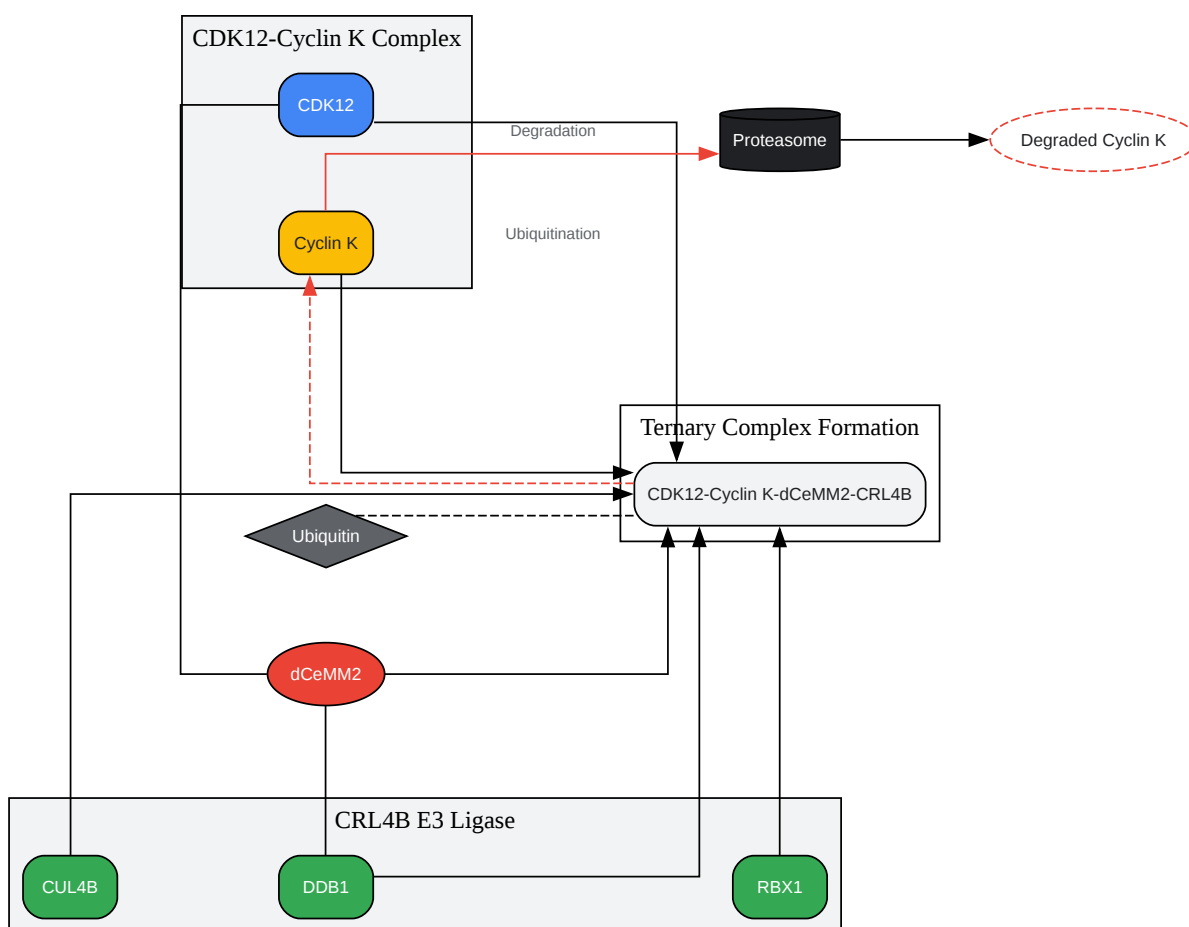 CDK12-Cyclin K Complex
CDK12
Degradation
Proteasome
Degraded Cyclin K
Cyclin K
Ubiquitination
Ternary Complex Formation
CDK12-Cyclin K-dCeMM2-CRL4B
Ubiquitin
dCeMM2
CRL4B E3 Ligase
CUL4B
DDB1
RBX1